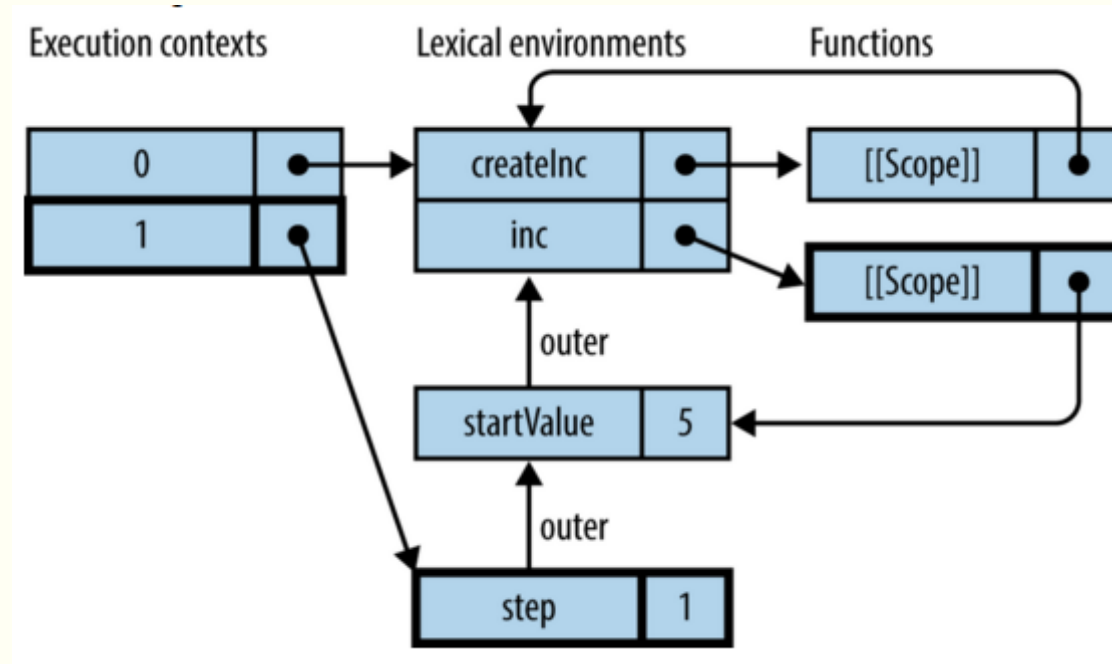 Execution contexts
Lexical environments
Functions
0
createInc
[[Scope]]
1
inc
[[Scope]]
outer
startValue 5
outer
step 1